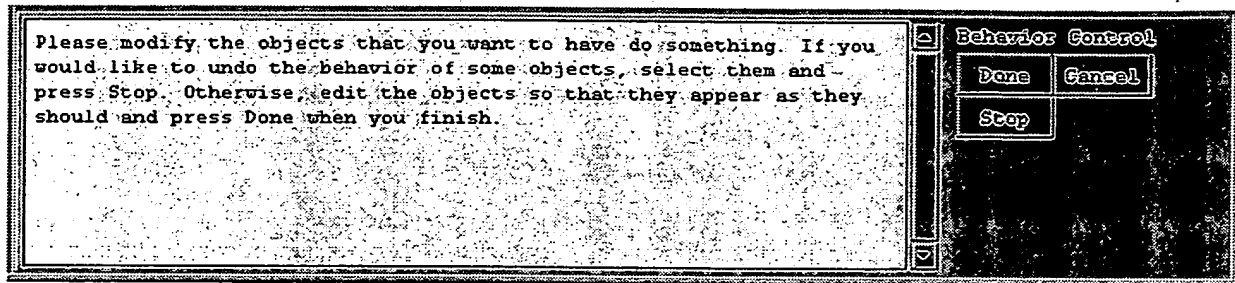 Please modify the objects that you want to have do something. If you
would like to undo the behavior of some objects, select them and
press Stop. Otherwise, edit the objects so that they appear as they
should and press Done when you finish.
Behavior Control
Done Cancel
Stop